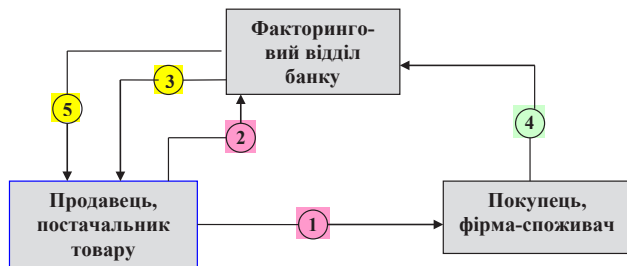 Факторинго-
вий відділ
банку
3
5
4
2
Продавець,
постачальник
товару
1
Покупець,
фірма-споживач